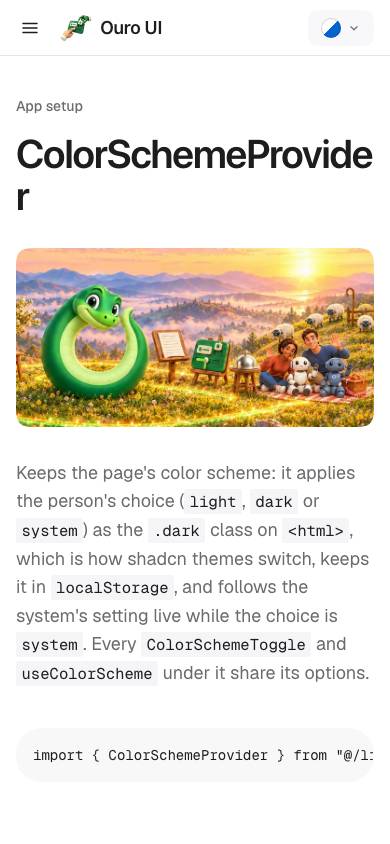 Ouro UI
App setup
ColorSchemeProvide
r
Keeps the page's color scheme: it applies
the person's choice ( light , dark or
system ) as the .dark class on <html> ,
which is how shadcn themes switch, keeps
it in localStorage , and follows the
system's setting live while the choice is
system . Every ColorSchemeToggle and
useColorScheme under it share its options.
import { ColorSchemeProvider } from "@/li